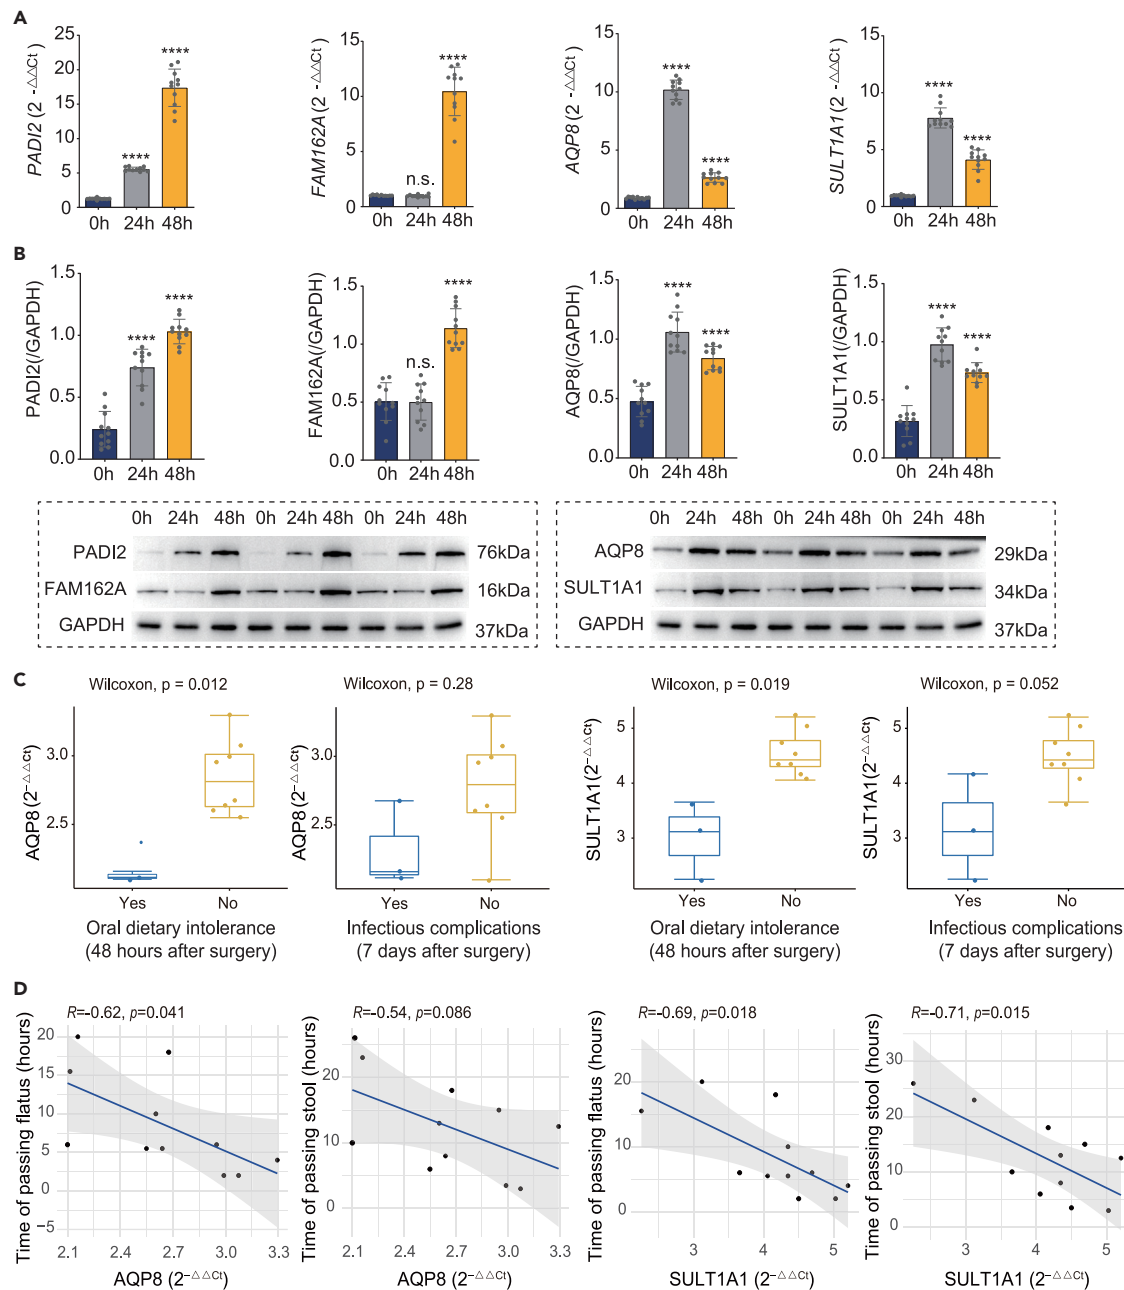 A
PADI2 (2 -△△Ct)
25
20
15
10
5
0
****
****
0h 24h 48h
FAM162A (2 -△△Ct)
15
10
5
0
n.s.
****
0h 24h 48h
AQP8 (2 -△△Ct)
15
10
5
0
****
****
0h 24h 48h
SULT1A1 (2 -△△Ct)
15
10
5
0
****
****
0h 24h 48h
B
PADI2(/GAPDH)
1.5
1.0
0.5
0.0
****
****
0h 24h 48h
FAM162A(/GAPDH)
1.5
1.0
0.5
0.0
n.s.
****
0h 24h 48h
AQP8(/GAPDH)
1.5
1.0
0.5
0.0
****
****
0h 24h 48h
SULT1A1(/GAPDH)
1.5
1.0
0.5
0.0
****
****
0h 24h 48h
0h 24h 48h 0h 24h 48h 0h 24h 48h
PADI2 76kDa
FAM162A 16kDa
GAPDH 37kDa
0h 24h 48h 0h 24h 48h 0h 24h 48h
AQP8 29kDa
SULT1A1 34kDa
GAPDH 37kDa
C
Wilcoxon, p = 0.012
AQP8 (2-△△Ct)
3.0
2.5
Yes No
Oral dietary intolerance
(48 hours after surgery)
Wilcoxon, p = 0.28
AQP8 (2-△△Ct)
3.0
2.5
Yes No
Infectious complications
(7 days after surgery)
Wilcoxon, p = 0.019
SULT1A1(2-△△Ct)
5
4
3
Yes No
Oral dietary intolerance
(48 hours after surgery)
Wilcoxon, p = 0.052
SULT1A1(2-△△Ct)
5
4
3
Yes No
Infectious complications
(7 days after surgery)
D
R=-0.62, p=0.041
Time of passing flatus (hours)
20
15
10
5
0
-5
2.1 2.4 2.7 3.0 3.3
AQP8 (2-△△Ct)
R=-0.54, p=0.086
Time of passing stool (hours)
20
10
0
2.1 2.4 2.7 3.0 3.3
AQP8 (2-△△Ct)
R=-0.69, p=0.018
Time of passing flatus (hours)
20
10
0
3 4 5
SULT1A1 (2-△△Ct)
R=-0.71, p=0.015
Time of passing stool (hours)
30
20
10
0
3 4 5
SULT1A1 (2-△△Ct)